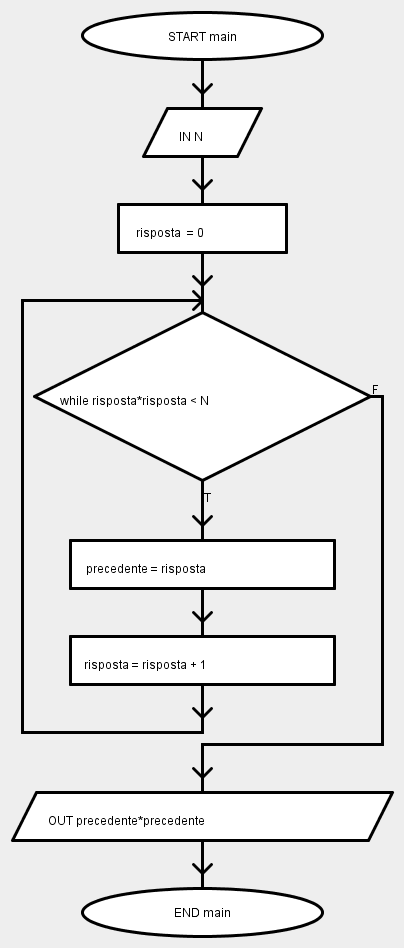 START main
IN N
risposta = 0
while risposta*risposta < N
F
T
precedente = risposta
risposta = risposta + 1
OUT precedente*precedente
END main